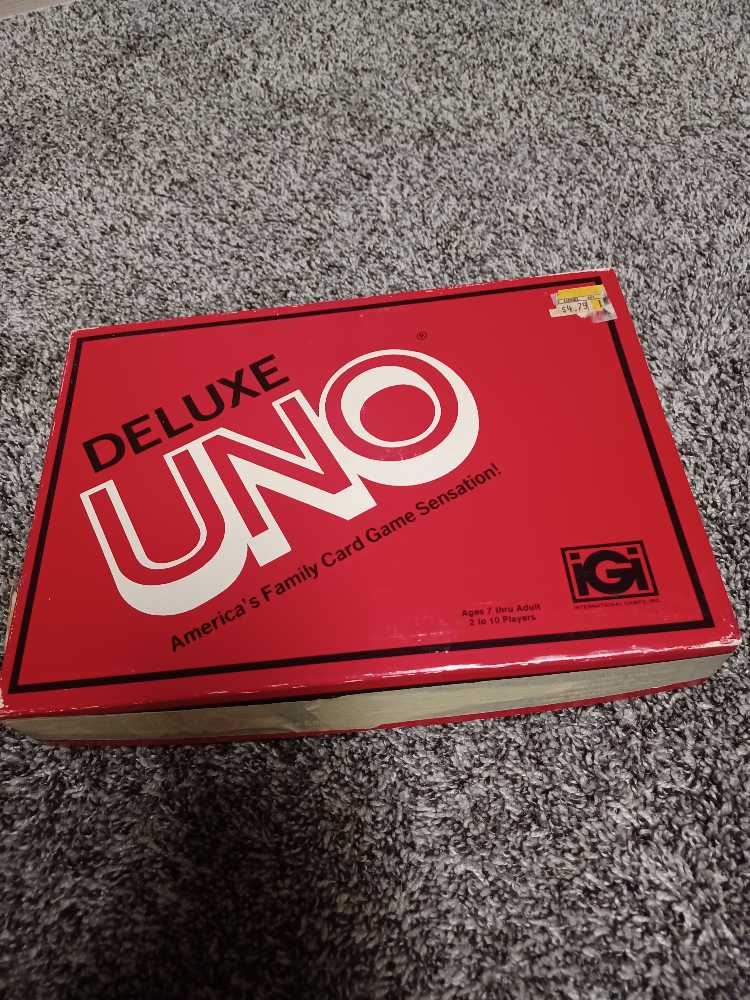 $4.79
DELUXE
UNO®
America's Family Card Game Sensation!
Ages 7 thru Adult
2 to 10 Players
iGi
INTERNATIONAL GAMES, INC.